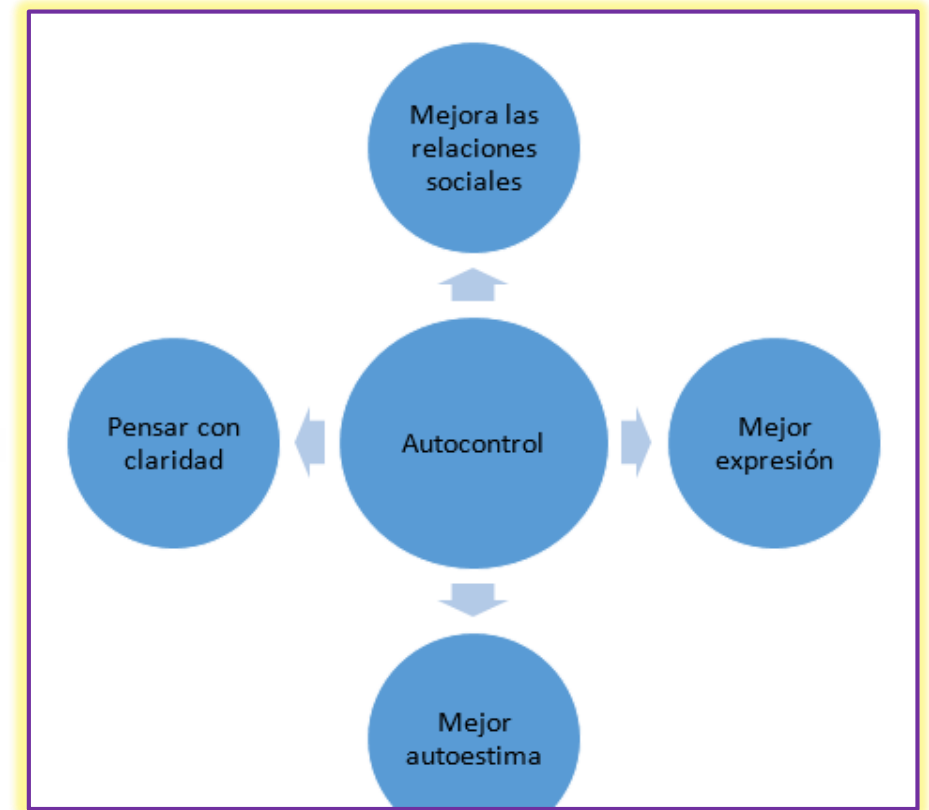 Mejora las
relaciones
sociales
Pensar con
claridad
Autocontrol
Mejor
expresión
Mejor
autoestima